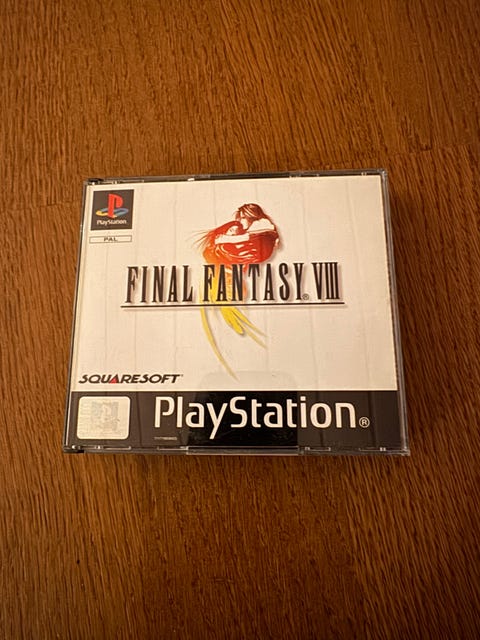 PlayStation
PAL
FINAL FANTASY® VIII
SQUARESOFT
PlayStation®